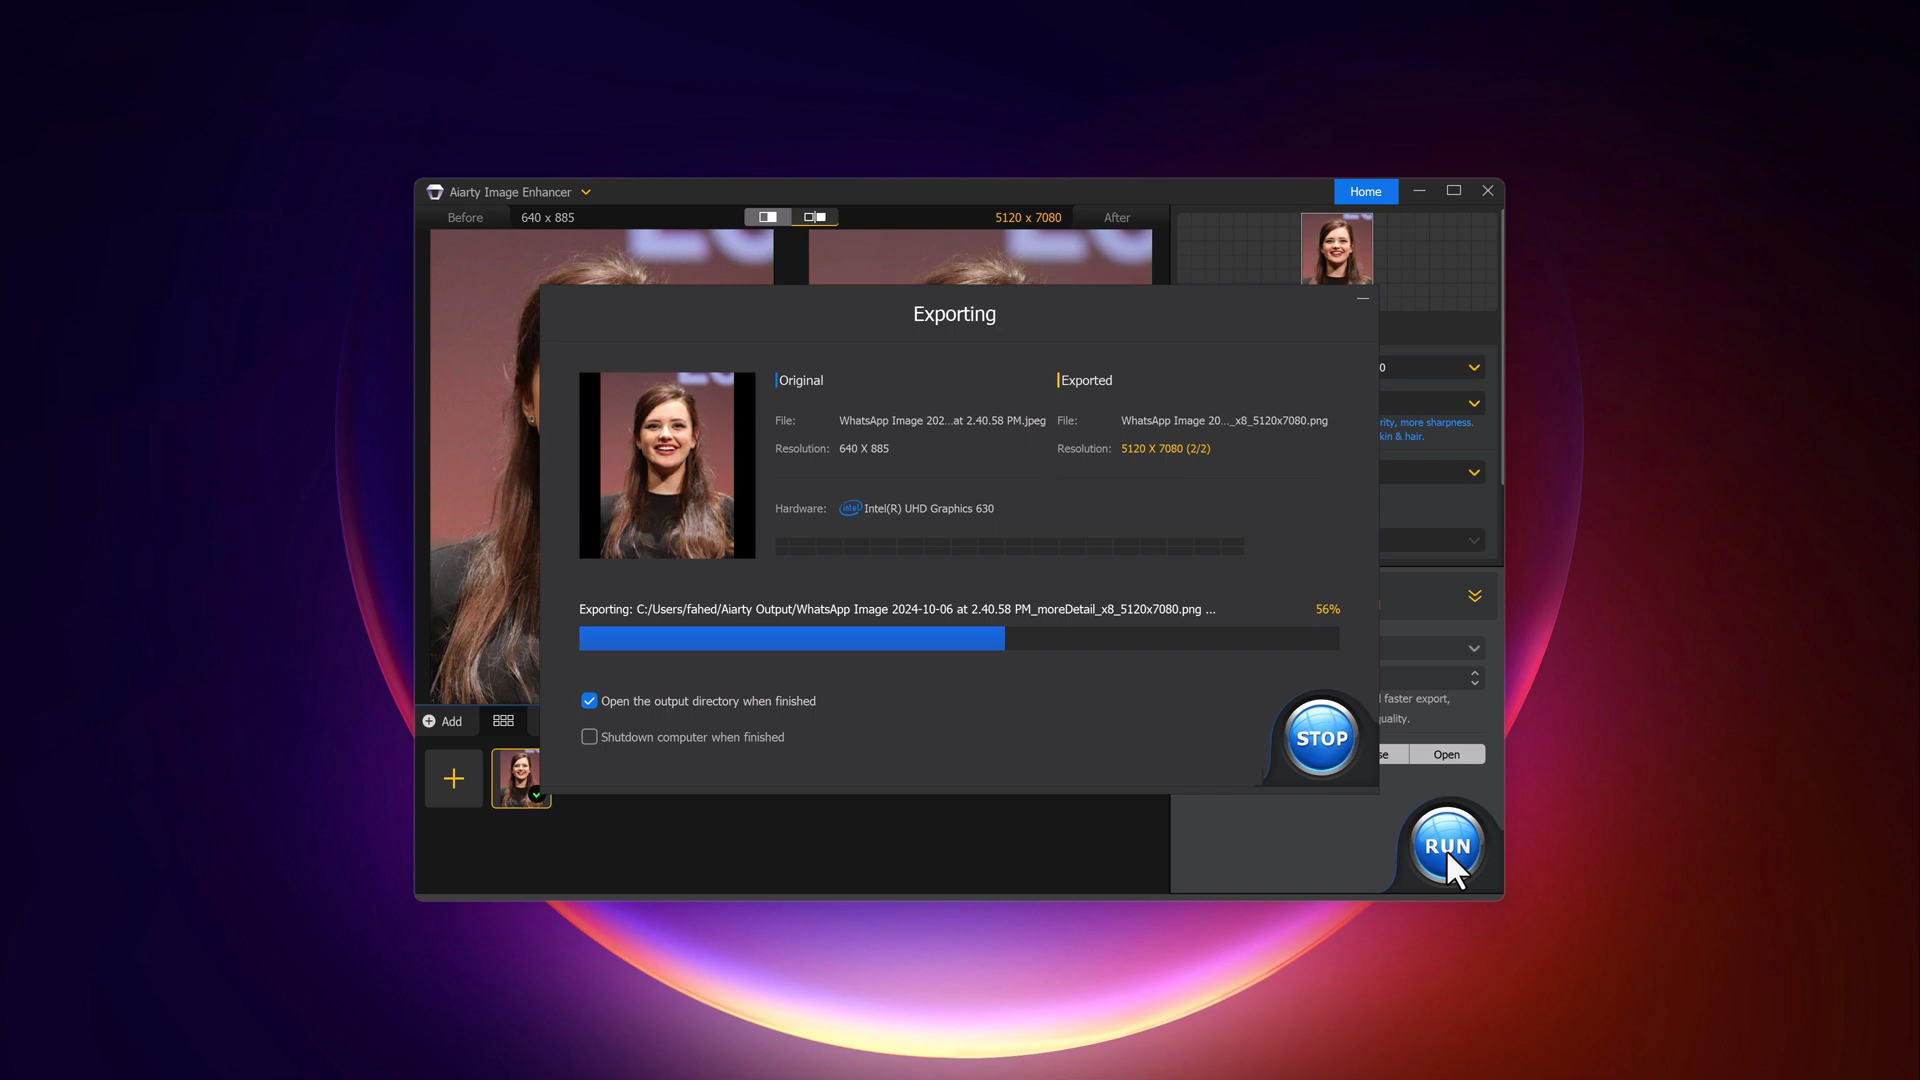 Aiarty Image Enhancer
Home
Before
640 x 885
5120 x 7080
After
Exporting
Original
Exported
File:
WhatsApp Image 202...at 2.40.58 PM.jpeg
File:
WhatsApp Image 20..._x8_5120x7080.png
Resolution:
640 X 885
Resolution:
5120 X 7080 (2/2)
Hardware:
intel
Intel(R) UHD Graphics 630
Exporting: C:/Users/fahed/Aiarty Output/WhatsApp Image 2024-10-06 at 2.40.58 PM_moreDetail_x8_5120x7080.png ...
56%
Open the output directory when finished
Shutdown computer when finished
STOP
0
rity, more sharpness.
kin & hair.
faster export,
uality.
se
Open
Add
RUN